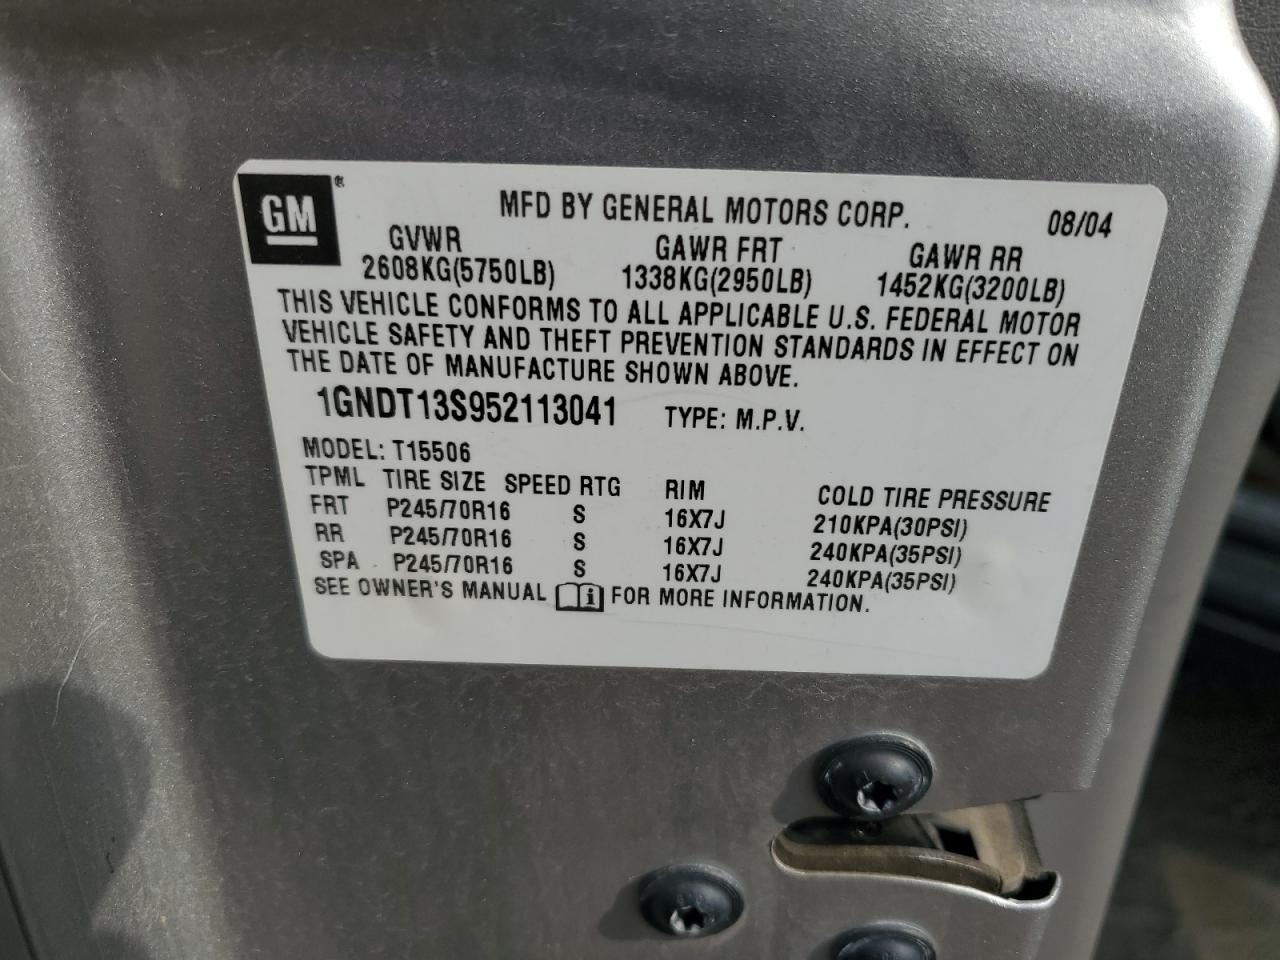 GM ® MFD BY GENERAL MOTORS CORP. 08/04
GVWR GAWR FRT GAWR RR
2608KG(5750LB) 1338KG(2950LB) 1452KG(3200LB)
THIS VEHICLE CONFORMS TO ALL APPLICABLE U.S. FEDERAL MOTOR
VEHICLE SAFETY AND THEFT PREVENTION STANDARDS IN EFFECT ON
THE DATE OF MANUFACTURE SHOWN ABOVE.
1GNDT13S952113041 TYPE: M.P.V.
MODEL: T15506
TPML TIRE SIZE SPEED RTG RIM COLD TIRE PRESSURE
FRT P245/70R16 S 16X7J 210KPA(30PSI)
RR P245/70R16 S 16X7J 240KPA(35PSI)
SPA P245/70R16 S 16X7J 240KPA(35PSI)
SEE OWNER'S MANUAL i FOR MORE INFORMATION.